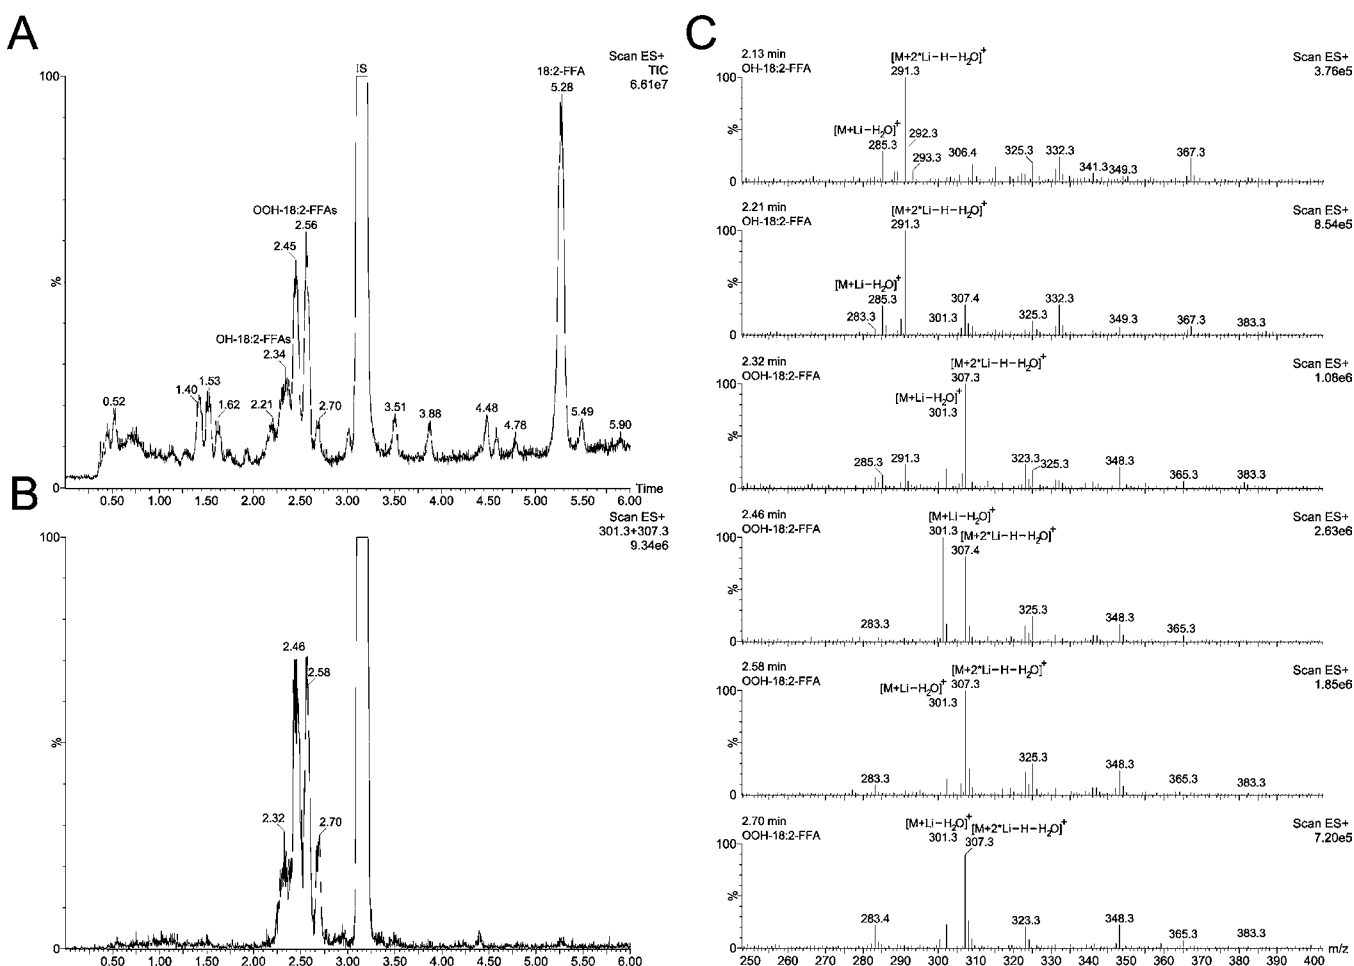 A
Scan ES+
TIC
6.61e7
100
%
0
IS
18:2-FFA
5.28
OOH-18:2-FFAs
2.56
2.45
OH-18:2-FFAs
2.34
0.52
1.40
1.53
1.62
2.21
2.70
3.51
3.88
4.48
4.78
5.49
5.90
0.50 1.00 1.50 2.00 2.50 3.00 3.50 4.00 4.50 5.00 5.50 6.00 Time
B
Scan ES+
301.3+307.3
9.34e6
100
%
0
2.46
2.58
2.32
2.70
0.50 1.00 1.50 2.00 2.50 3.00 3.50 4.00 4.50 5.00 5.50 6.00
C
2.13 min
OH-18:2-FFA
Scan ES+
3.76e5
[M+2*Li−H−H2O]+
291.3
[M+Li−H2O]+
285.3
292.3
293.3
306.4
325.3
332.3
341.3
349.3
367.3
100
%
0
2.21 min
OH-18:2-FFA
Scan ES+
8.54e5
[M+2*Li−H−H2O]+
291.3
[M+Li−H2O]+
285.3
283.3
301.3
307.4
325.3
332.3
349.3
367.3
383.3
100
%
0
2.32 min
OOH-18:2-FFA
Scan ES+
1.08e6
[M+2*Li−H−H2O]+
307.3
[M+Li−H2O]+
301.3
285.3
291.3
323.3
325.3
348.3
365.3
383.3
100
%
0
2.46 min
OOH-18:2-FFA
Scan ES+
2.63e6
[M+Li−H2O]+
301.3
[M+2*Li−H−H2O]+
307.4
283.3
325.3
348.3
365.3
100
%
0
2.58 min
OOH-18:2-FFA
Scan ES+
1.85e6
[M+2*Li−H−H2O]+
307.3
[M+Li−H2O]+
301.3
283.3
325.3
348.3
365.3
383.3
100
%
0
2.70 min
OOH-18:2-FFA
Scan ES+
7.20e5
[M+Li−H2O]+
301.3
[M+2*Li−H−H2O]+
307.3
283.4
323.3
348.3
365.3
383.3
100
%
0
250 260 270 280 290 300 310 320 330 340 350 360 370 380 390 400 m/z